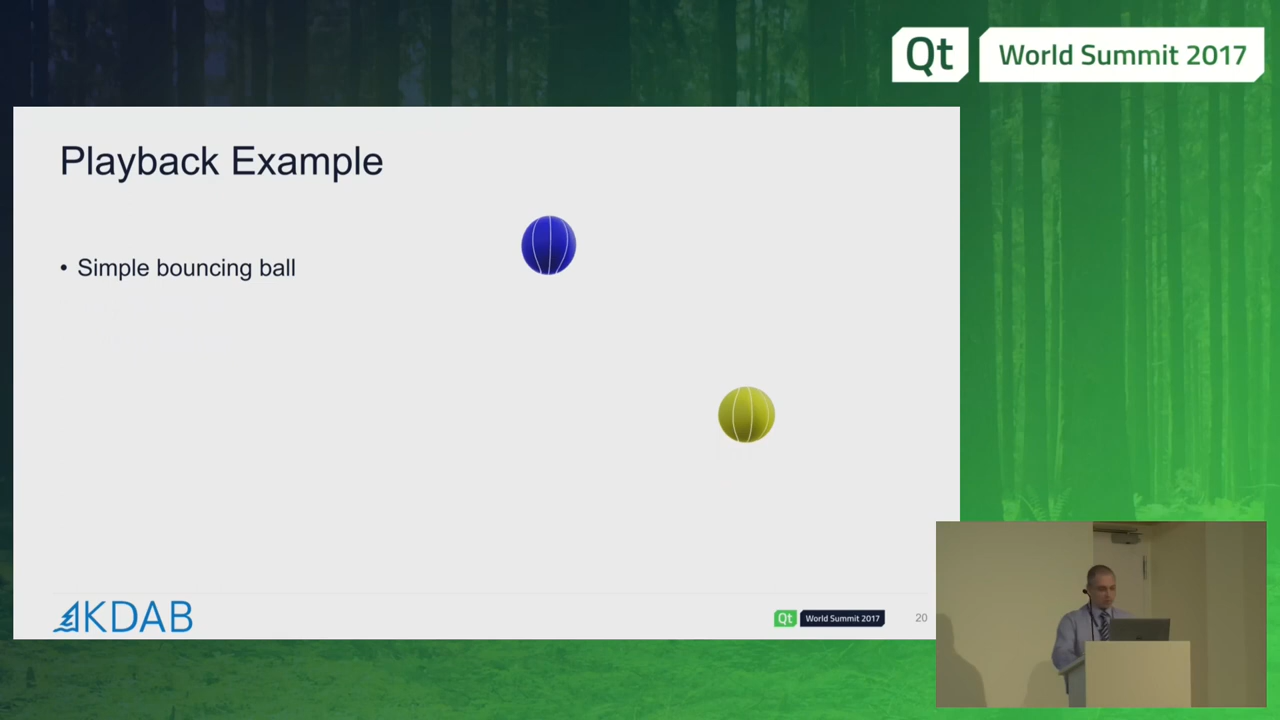 Qt World Summit 2017
Playback Example
• Simple bouncing ball
KDAB
Qt World Summit 2017
20